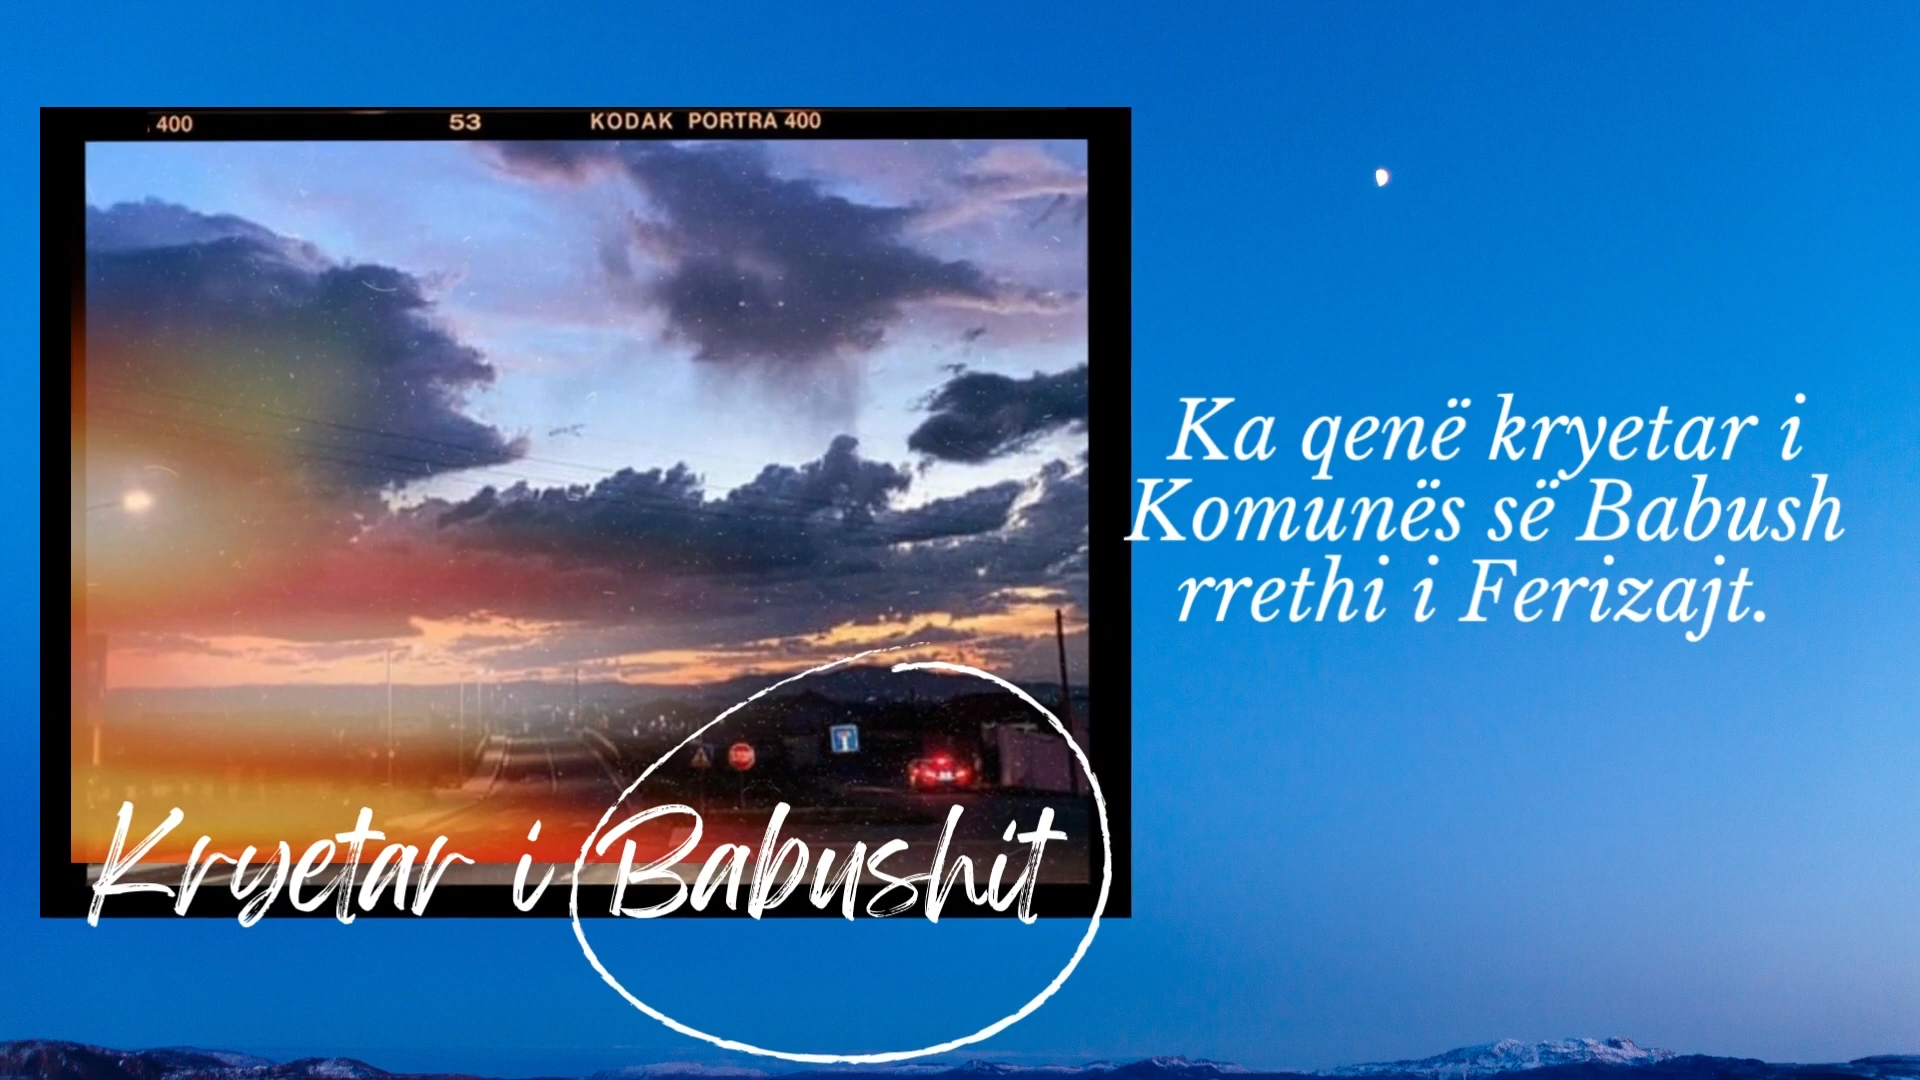 400 53 KODAK PORTRA 400
Ka qenë kryetar i
Komunës së Babush
rrethi i Ferizajt.
Kryetar i Babushit